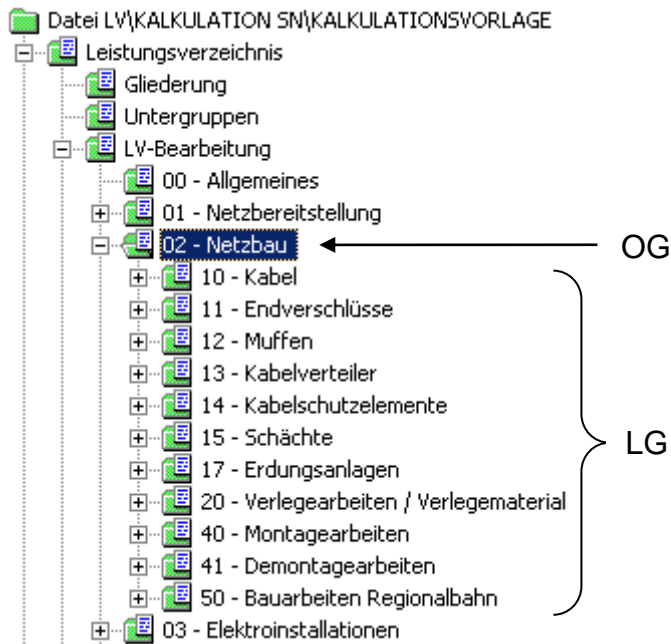 Datei LV\KALKULATION SN\KALKULATIONSVORLAGE
Leistungsverzeichnis
Gliederung
Untergruppen
LV-Bearbeitung
00 - Allgemeines
01 - Netzbereitstellung
02 - Netzbau
OG
10 - Kabel
11 - Endverschlüsse
12 - Muffen
13 - Kabelverteiler
14 - Kabelschutzelemente
15 - Schächte
LG
17 - Erdungsanlagen
20 - Verlegearbeiten / Verlegematerial
40 - Montagearbeiten
41 - Demontagearbeiten
50 - Bauarbeiten Regionalbahn
03 - Elektroinstallationen